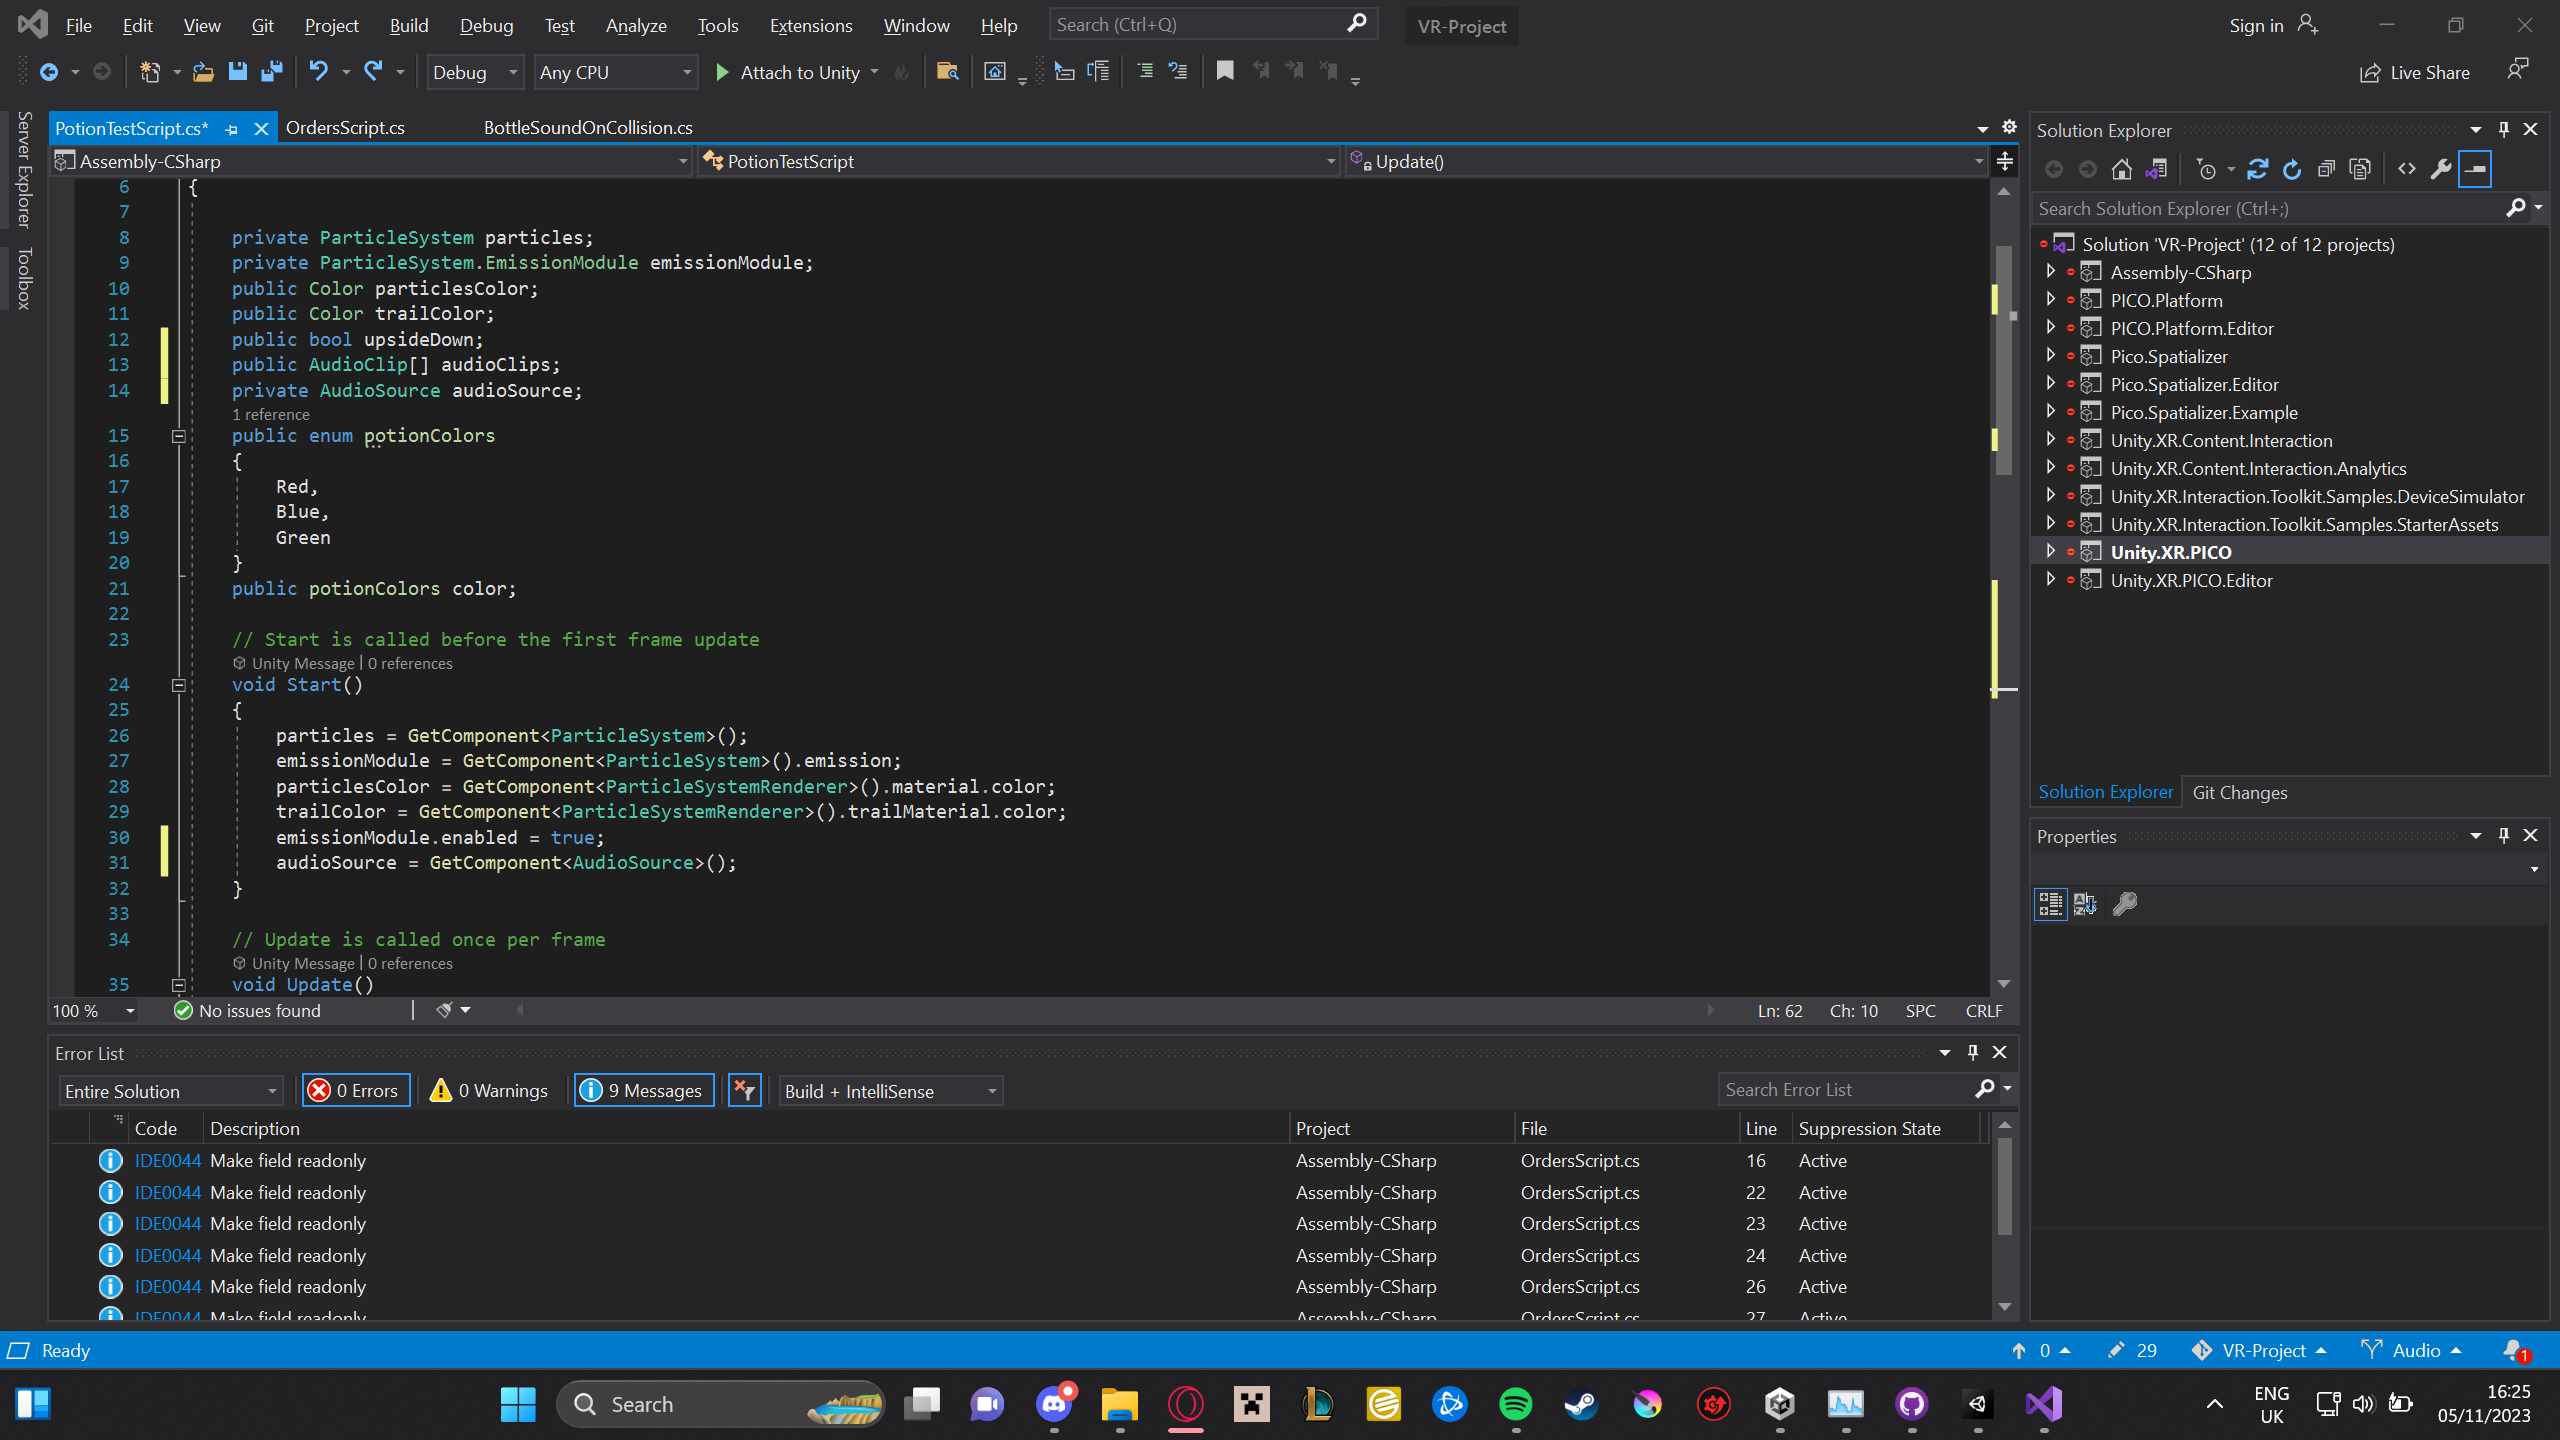 File Edit View Git Project Build Debug Test Analyze Tools Extensions Window Help Search (Ctrl+Q) VR-Project Sign in
Debug Any CPU Attach to Unity Live Share
Server Explorer
Toolbox
PotionTestScript.cs* OrdersScript.cs BottleSoundOnCollision.cs
Assembly-CSharp PotionTestScript Update()
6 {
7
8 private ParticleSystem particles;
9 private ParticleSystem.EmissionModule emissionModule;
10 public Color particlesColor;
11 public Color trailColor;
12 public bool upsideDown;
13 public AudioClip[] audioClips;
14 private AudioSource audioSource;
1 reference
15 public enum potionColors
16 {
17 Red,
18 Blue,
19 Green
20 }
21 public potionColors color;
22
23 // Start is called before the first frame update
Unity Message | 0 references
24 void Start()
25 {
26 particles = GetComponent<ParticleSystem>();
27 emissionModule = GetComponent<ParticleSystem>().emission;
28 particlesColor = GetComponent<ParticleSystemRenderer>().material.color;
29 trailColor = GetComponent<ParticleSystemRenderer>().trailMaterial.color;
30 emissionModule.enabled = true;
31 audioSource = GetComponent<AudioSource>();
32 }
33
34 // Update is called once per frame
Unity Message | 0 references
35 void Update()
100 % No issues found Ln: 62 Ch: 10 SPC CRLF
Solution Explorer
Search Solution Explorer (Ctrl+;)
Solution 'VR-Project' (12 of 12 projects)
Assembly-CSharp
PICO.Platform
PICO.Platform.Editor
Pico.Spatializer
Pico.Spatializer.Editor
Pico.Spatializer.Example
Unity.XR.Content.Interaction
Unity.XR.Content.Interaction.Analytics
Unity.XR.Interaction.Toolkit.Samples.DeviceSimulator
Unity.XR.Interaction.Toolkit.Samples.StarterAssets
Unity.XR.PICO
Unity.XR.PICO.Editor
Solution Explorer Git Changes
Properties
Error List
Entire Solution 0 Errors 0 Warnings 9 Messages Build + IntelliSense Search Error List
Code Description Project File Line Suppression State
IDE0044 Make field readonly Assembly-CSharp OrdersScript.cs 16 Active
IDE0044 Make field readonly Assembly-CSharp OrdersScript.cs 22 Active
IDE0044 Make field readonly Assembly-CSharp OrdersScript.cs 23 Active
IDE0044 Make field readonly Assembly-CSharp OrdersScript.cs 24 Active
IDE0044 Make field readonly Assembly-CSharp OrdersScript.cs 26 Active
IDE0044 Make field readonly Assembly-CSharp OrdersScript.cs 27 Active
Ready 0 29 VR-Project Audio 1
Search ENG UK 16:25 05/11/2023